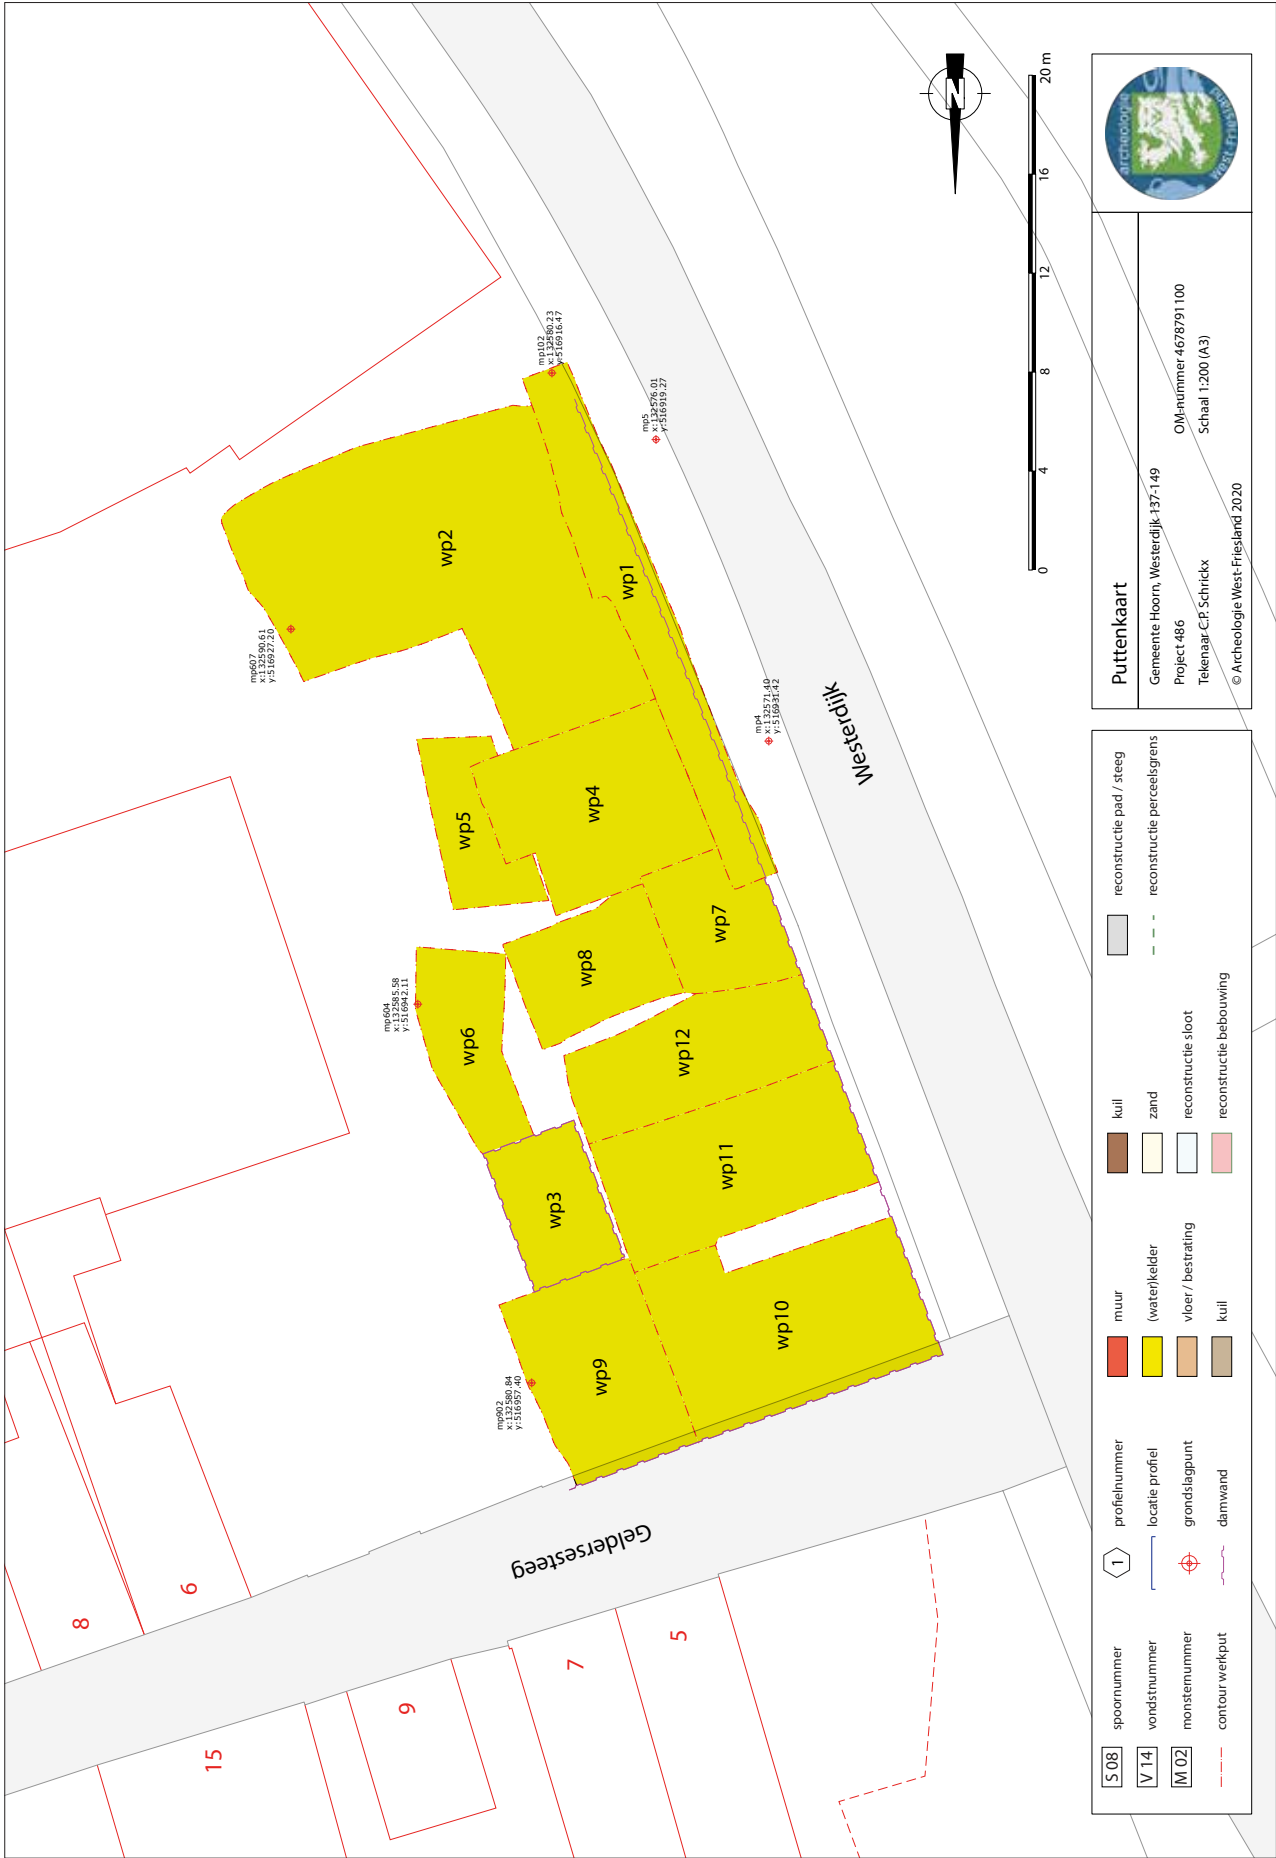 mp607
x:132590.61
y:516927.20
mp102
x:132580.23
y:516916.47
mp5
x:132576.01
y:516919.27
mp4
x:132571.40
y:516931.42
mp604
x:132585.58
y:516942.11
mp902
x:132580.84
y:516957.40
wp2
wp1
wp5
wp4
wp7
wp8
wp6
wp12
wp11
wp3
wp10
wp9
Westerdijk
Geldersesteeg
8
6
15
9
7
5
N
0
4
8
12
16
20 m
S 08
spoornummer
V 14
vondstnummer
M 02
monsternummer
contour werkput
1
profielnummer
locatie profiel
grondslagpunt
damwand
muur
(water)kelder
vloer / bestrating
kuil
kuil
zand
reconstructie sloot
reconstructie bebouwing
reconstructie pad / steeg
reconstructie perceelsgrens
Puttenkaart
Gemeente Hoorn, Westerdijk 137-149
Project 486
OM-nummer 4678791100
Tekenaar C.P. Schrickx
Schaal 1:200 (A3)
© Archeologie West-Friesland 2020
archeologie
west-friesland